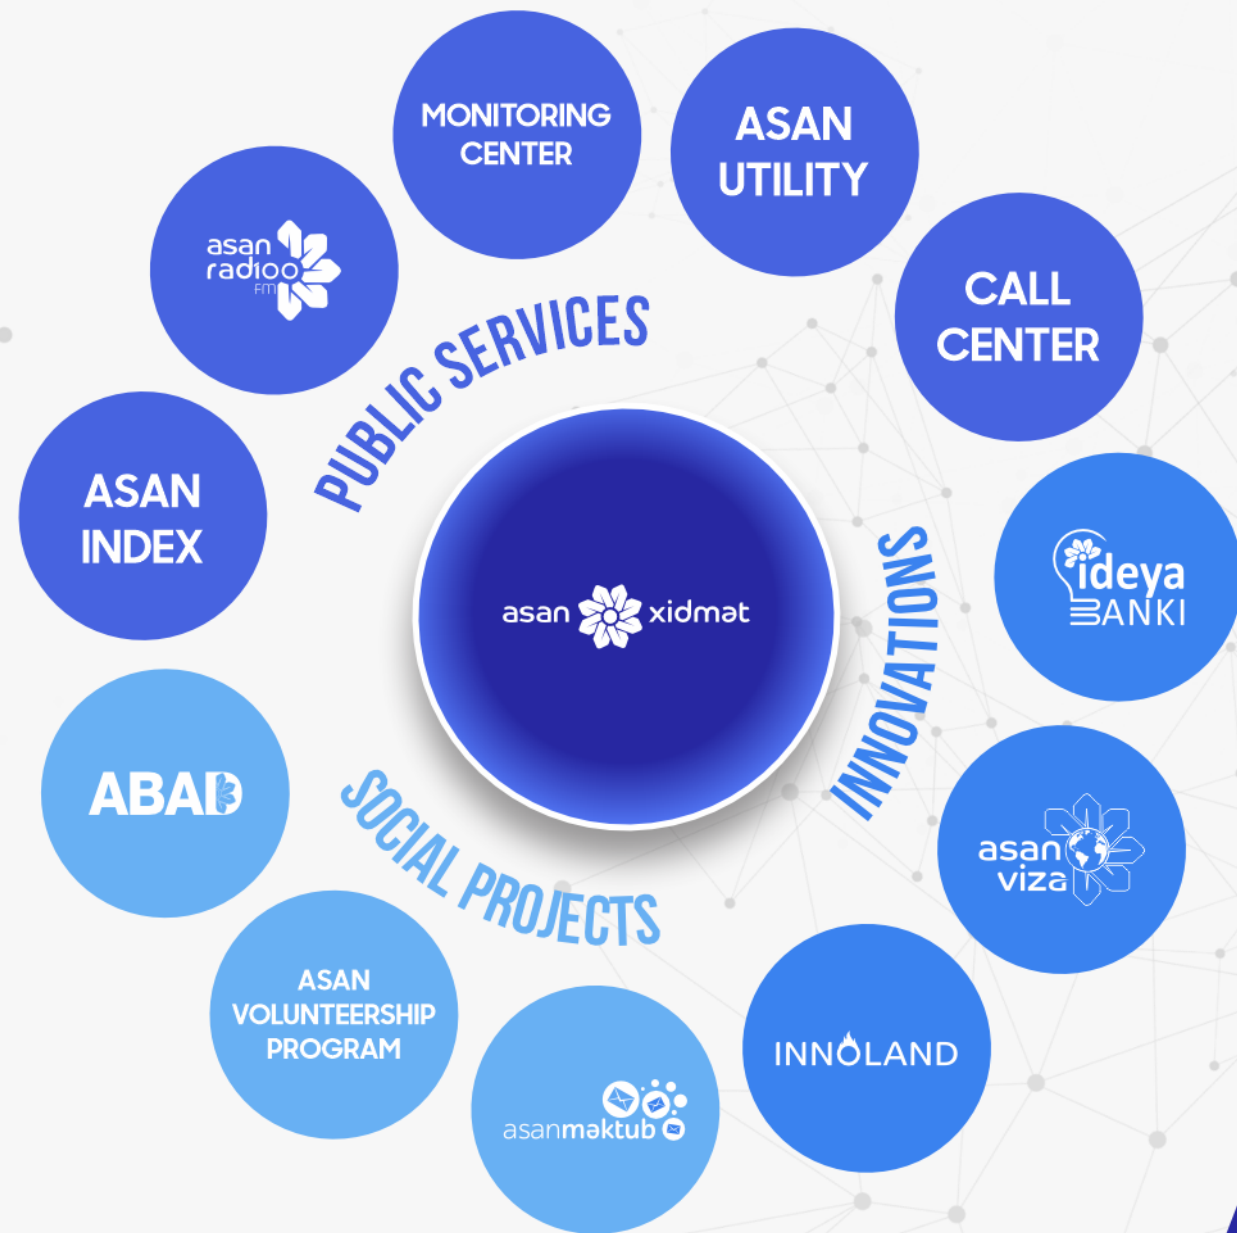 MONITORING
CENTER
ASAN
UTILITY
CALL
CENTER
asan
radıoo
FM
ASAN
INDEX
PUBLIC SERVICES
asan xidmət
INNOVATIONS
SOCIAL PROJECTS
ideya
BANKI
asan
viza
INNOLAND
asanməktub
ASAN
VOLUNTEERSHIP
PROGRAM
ABAD